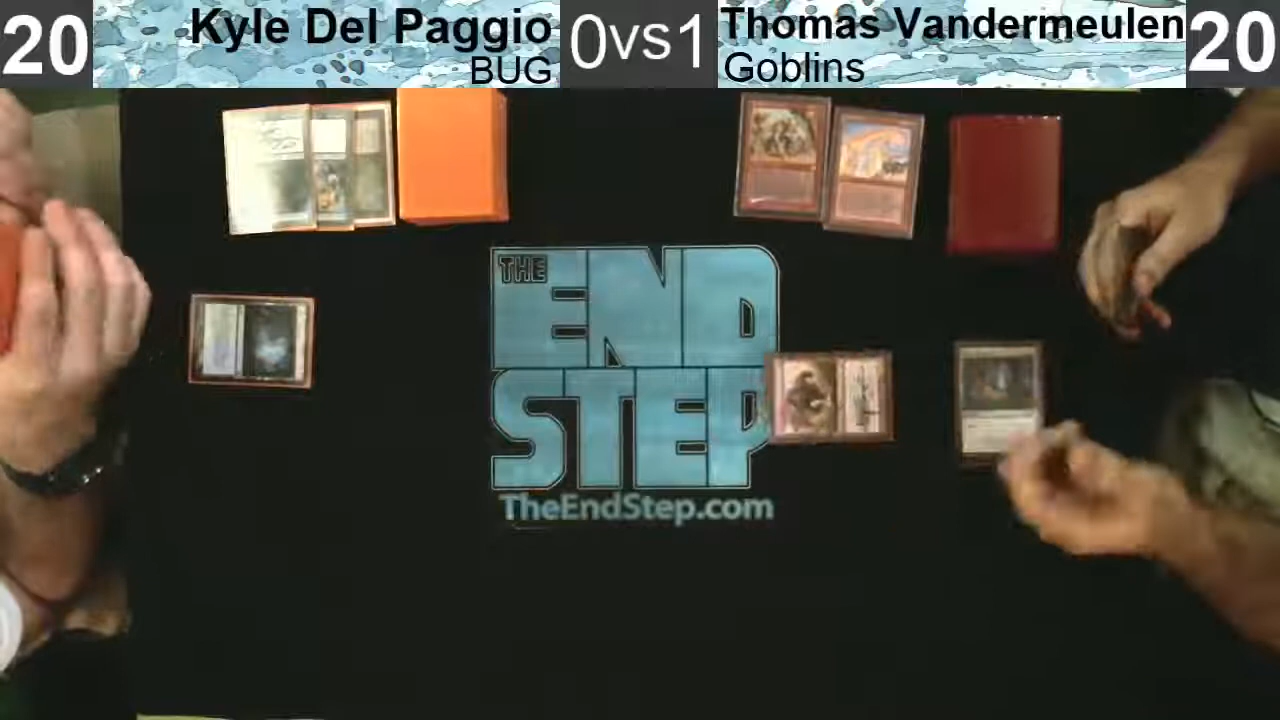 20
Kyle Del Paggio
BUG
0vs1
Thomas Vandermeulen
Goblins
20
THE
END
STEP
TheEndStep.com